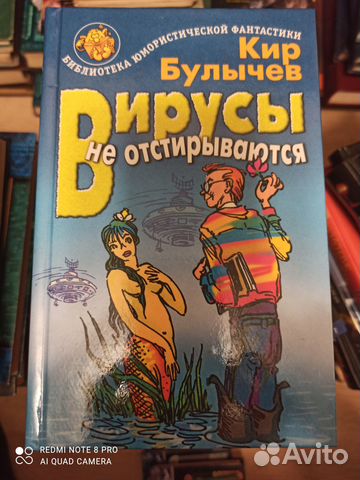 БИБЛИОТЕКА ЮМОРИСТИЧЕСКОЙ ФАНТАСТИКИ
Кир
Булычев
Вирусы
не отстирываются
REDMI NOTE 8 PRO
AI QUAD CAMERA
Avito